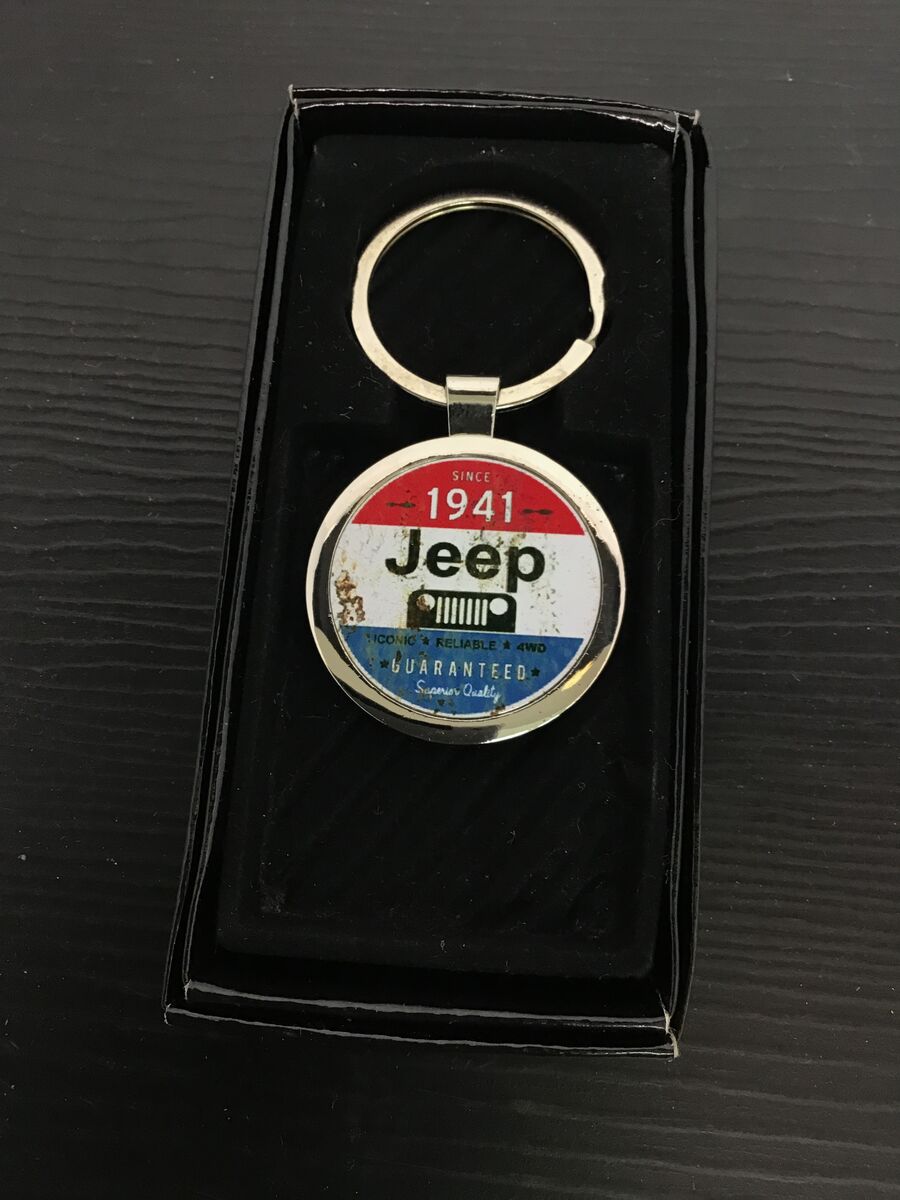 SINCE
1941
Jeep
ICONIC ★ RELIABLE ★ 4WD
★ GUARANTEED ★
Superior Quality